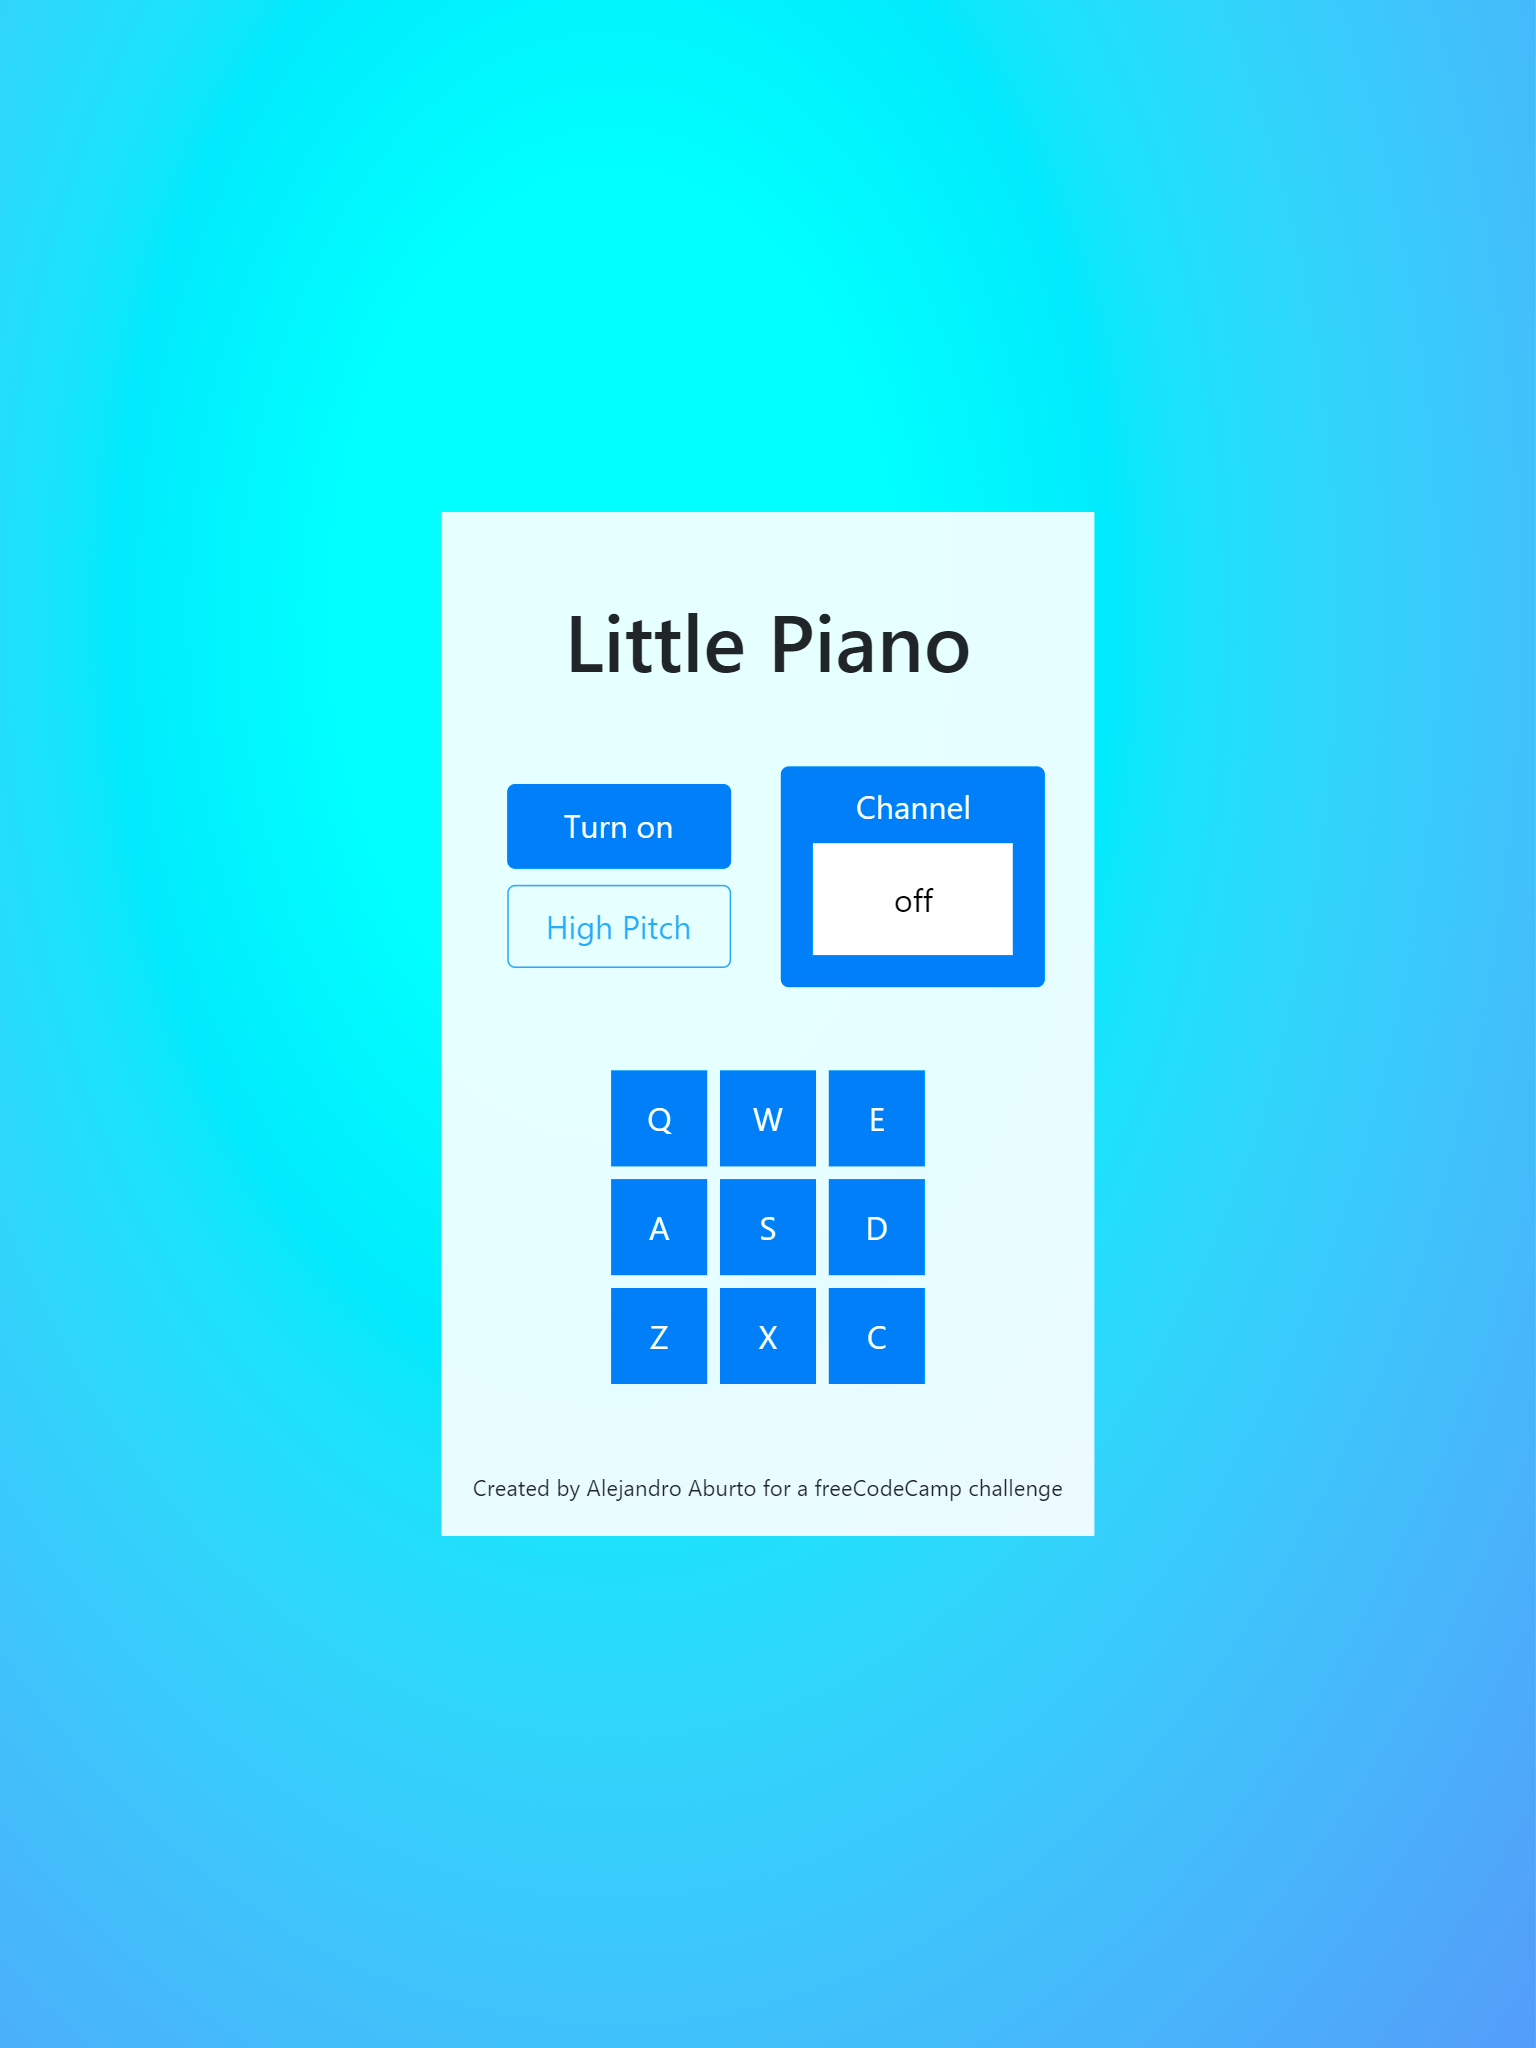 Little Piano
Turn on
High Pitch
Channel
off
Q W E
A S D
Z X C
Created by Alejandro Aburto for a freeCodeCamp challenge